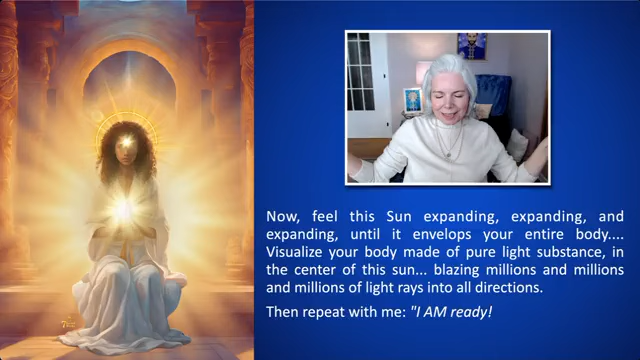 Now, feel this Sun expanding, expanding, and
expanding, until it envelops your entire body....
Visualize your body made of pure light substance, in
the center of this sun... blazing millions and millions
and millions of light rays into all directions.
Then repeat with me: "I AM ready!